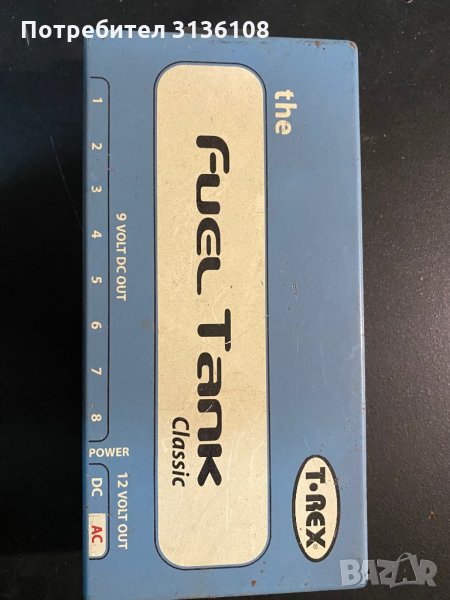 Потребител 3136108
the
Fuel Tank
Classic
T-REX®
9 VOLT DC OUT
1 2 3 4 5 6 7 8
POWER
12 VOLT OUT
DC AC
BAZAR